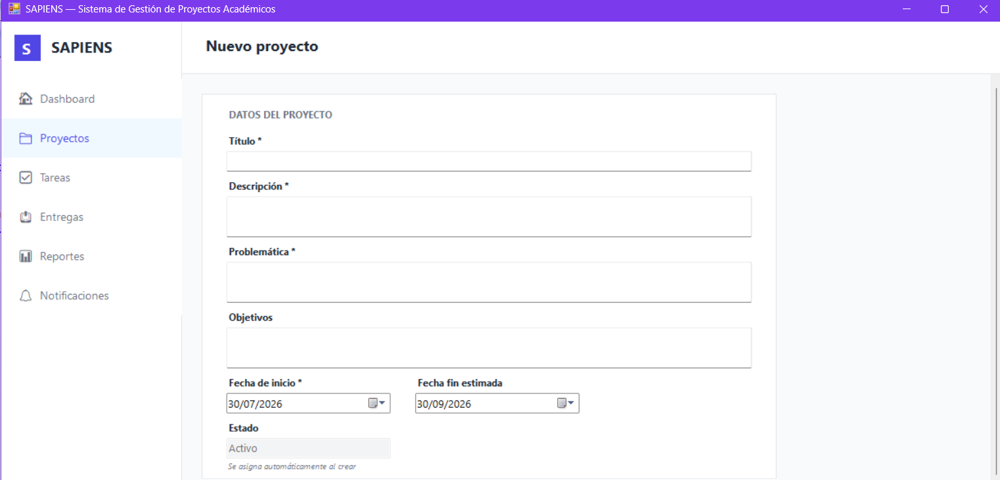 SAPIENS — Sistema de Gestión de Proyectos Académicos
S
SAPIENS
Nuevo proyecto
Dashboard
Proyectos
Tareas
Entregas
Reportes
Notificaciones
DATOS DEL PROYECTO
Título *
Descripción *
Problemática *
Objetivos
Fecha de inicio * Fecha fin estimada
30/07/2026 30/09/2026
Estado
Activo
Se asigna automáticamente al crear